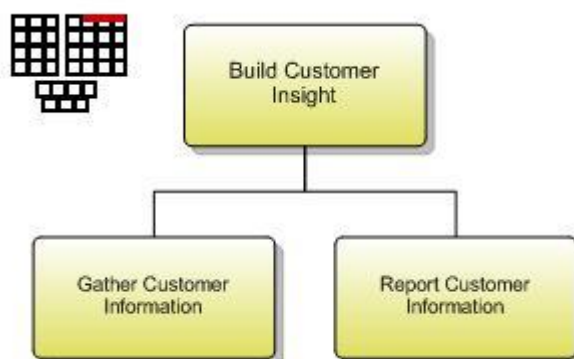 Build Customer
Insight
Gather Customer
Information
Report Customer
Information